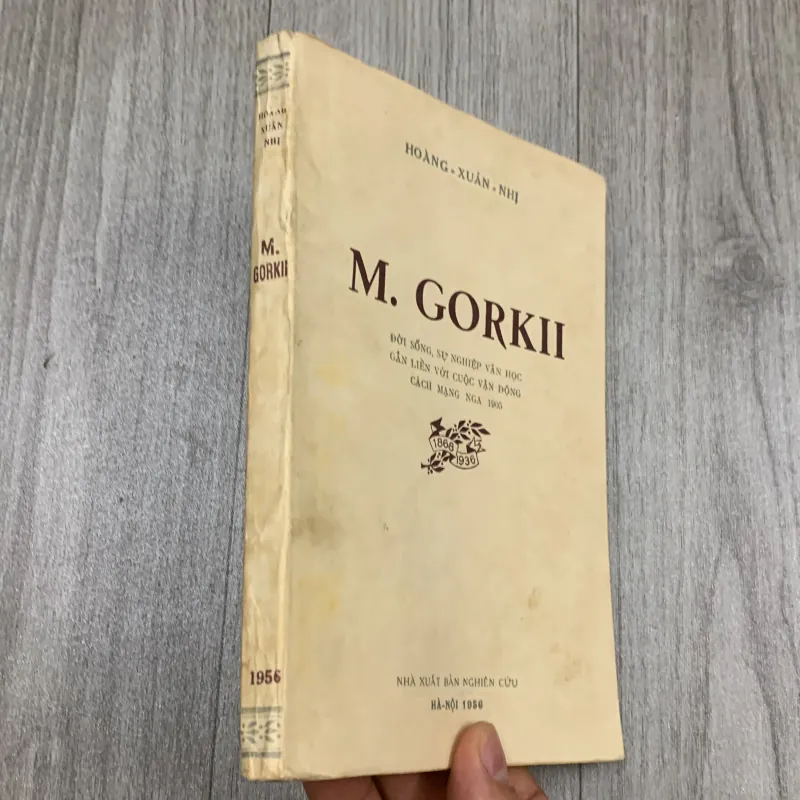 HOÀNG
XUÂN
NHỊ
M.
GORKII
1956
HOÀNG-XUÂN-NHỊ
M. GORKII
ĐỜI SỐNG, SỰ NGHIỆP VĂN HỌC
GẮN LIỀN VỚI CUỘC VẬN ĐỘNG
CÁCH MẠNG NGA 1905
1866
1936
NHÀ XUẤT BẢN NGHIÊN CỨU
HÀ-NỘI 1956